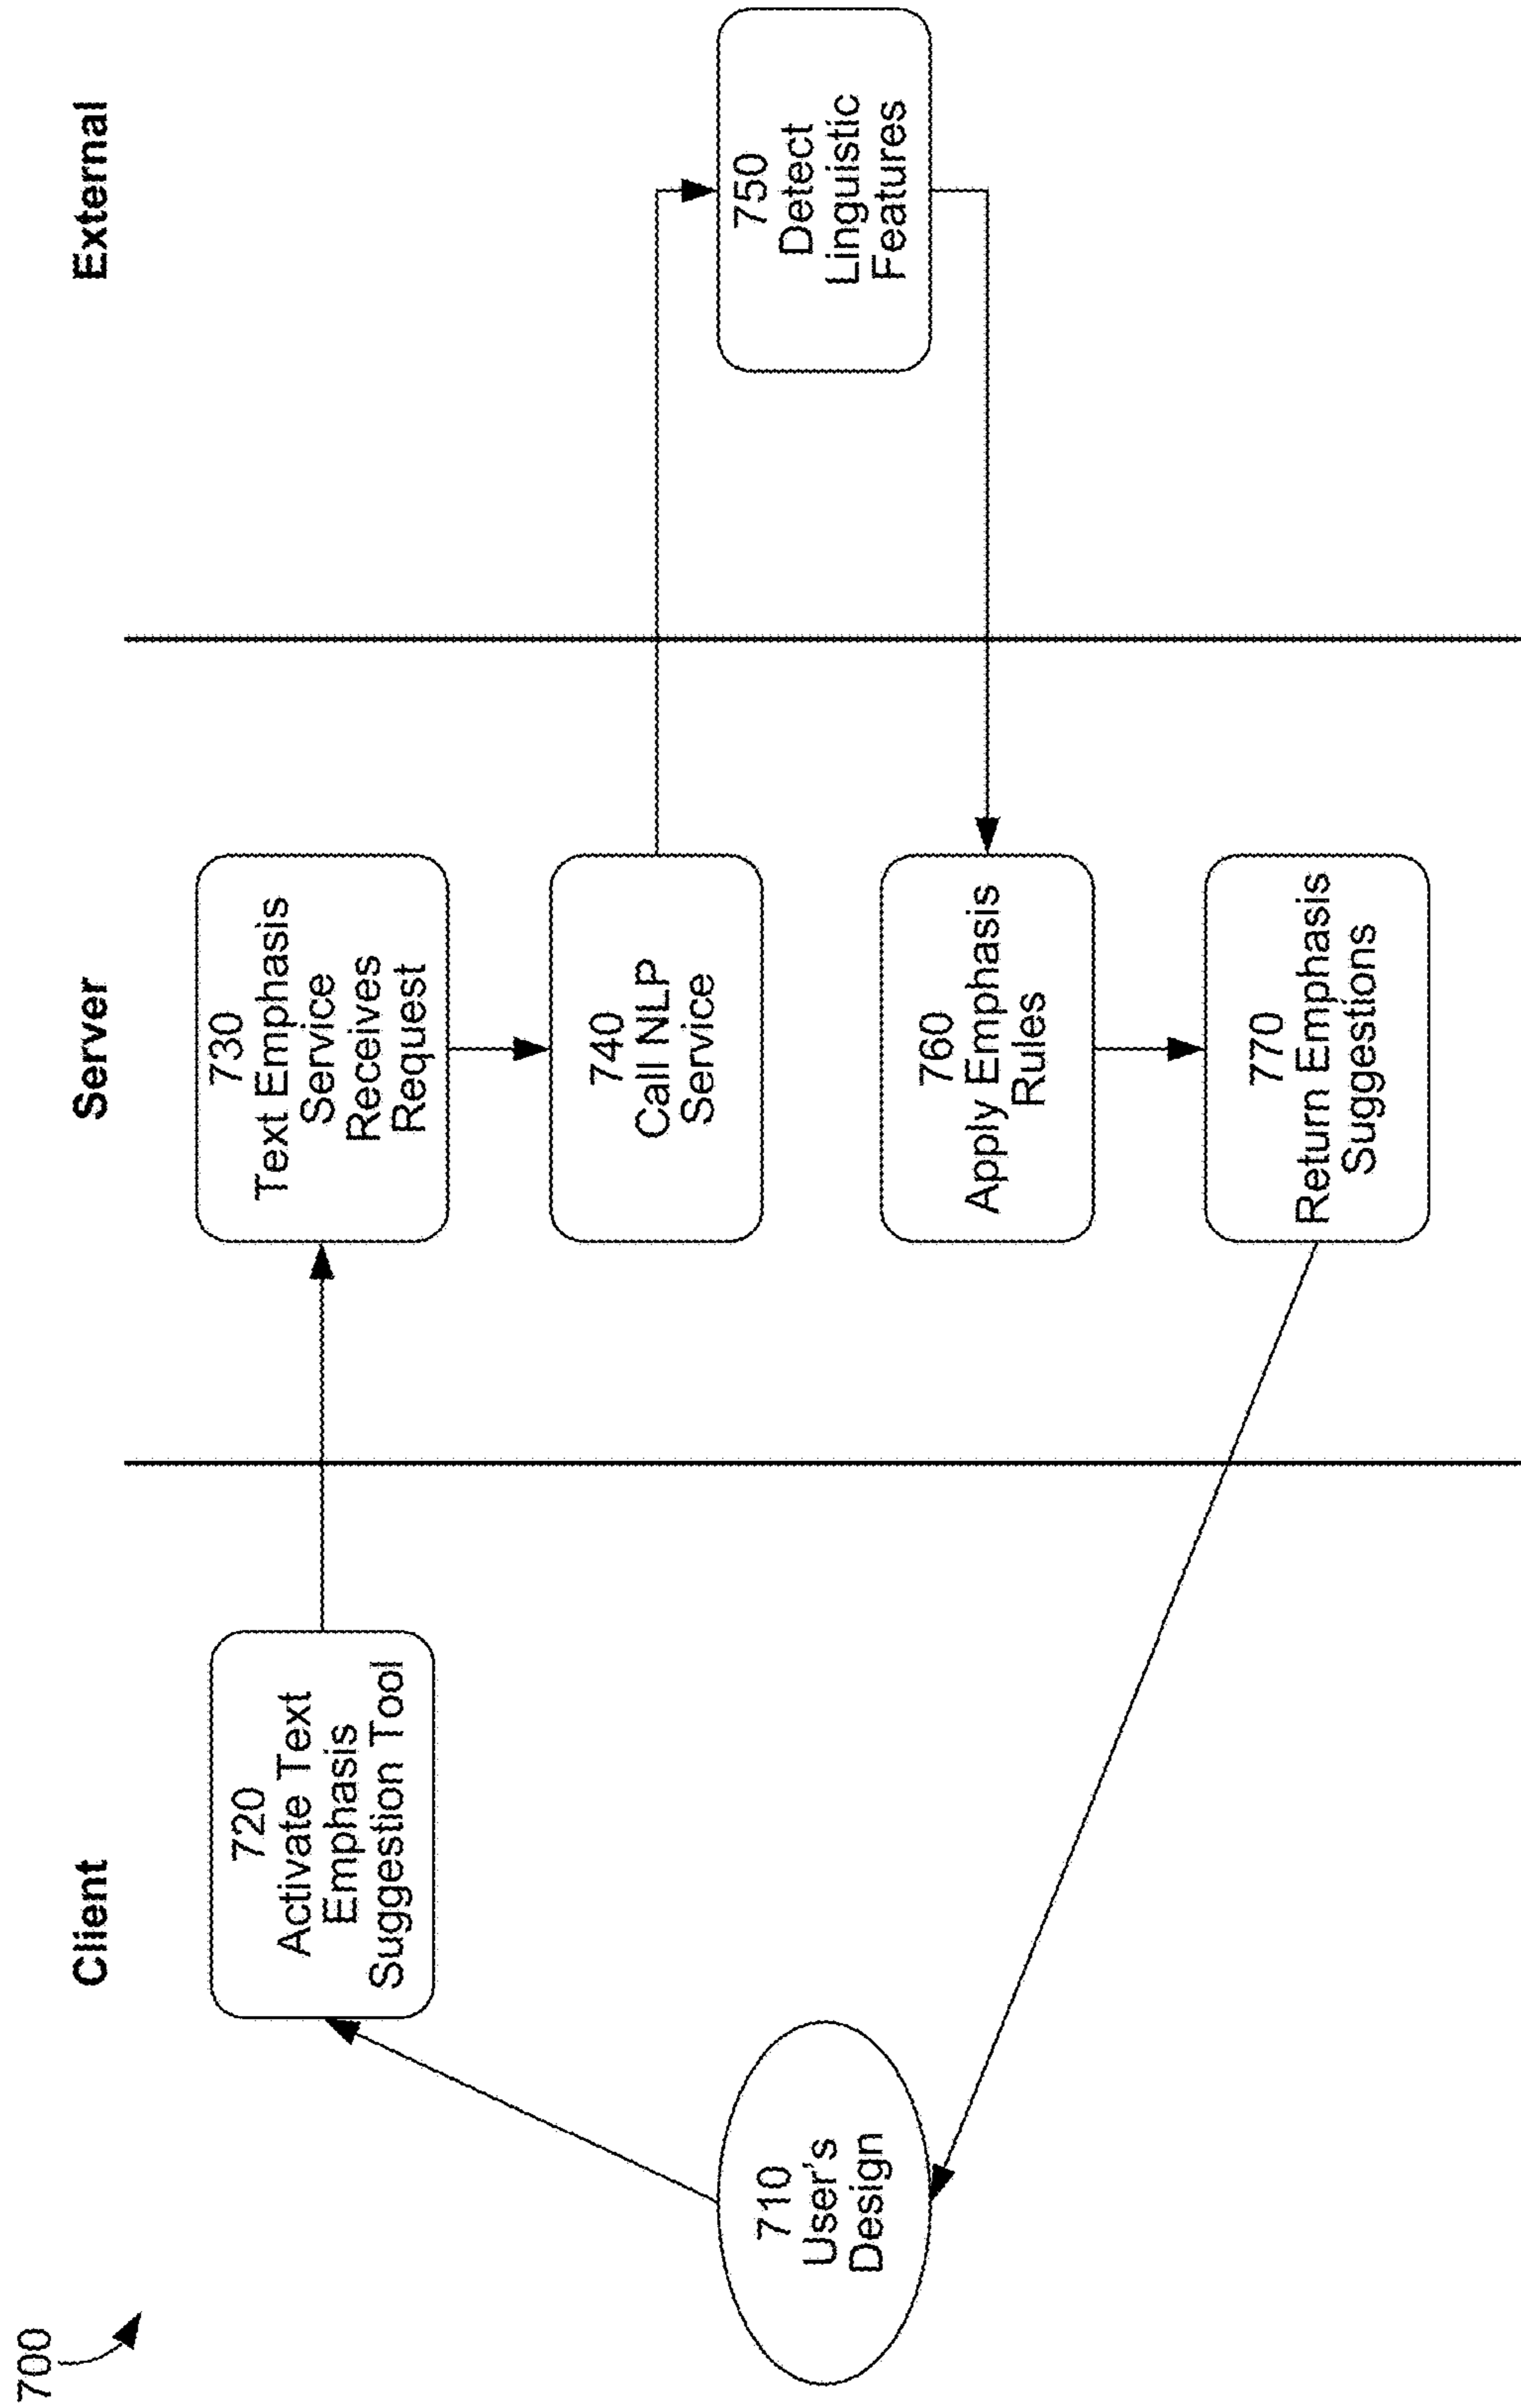 700
Client
Server
External
710
User's
Design
720
Activate Text
Emphasis
Suggestion Tool
730
Text Emphasis
Service
Receives
Request
740
Call NLP
Service
750
Detect
Linguistic
Features
760
Apply Emphasis
Rules
770
Return Emphasis
Suggestions